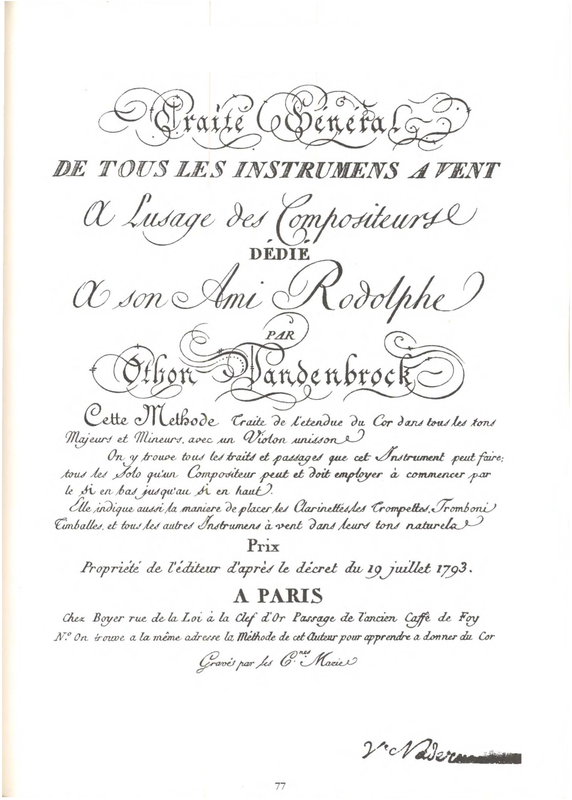 Traité Général
DE TOUS LES INSTRUMENS A VENT
A Lusage des Compositeurs
DÉDIÉ
A son Ami Rodolphe
PAR
Othon Vandenbrock
Cette Methode Traite de l'etendue du Cor dans tous les tons
Majeurs et Mineurs, avec un Violon unisson
On y trouve tous les traits et passages que cet Instrument peut faire;
tous les Solo qu'un Compositeur peut et doit employer à commencer par
le Si en bas jusqu'au Si en haut.
Elle indique aussi la maniere de placer les Clarinettes, les Trompettes, Tromboni
Timballes, et tous les autres Instrumens à vent dans leurs tons naturels
Prix
Propriété de l'éditeur d'après le décret du 19 juillet 1793.
A PARIS
Chez Boyer rue de la Loi à la Clef d'Or Passage de l'ancien Caffé de Foy
N.ª On trouve a la même adresse la Méthode de cet Auteur pour apprendre a donner du Cor
Gravés par les C.nes Marie
77